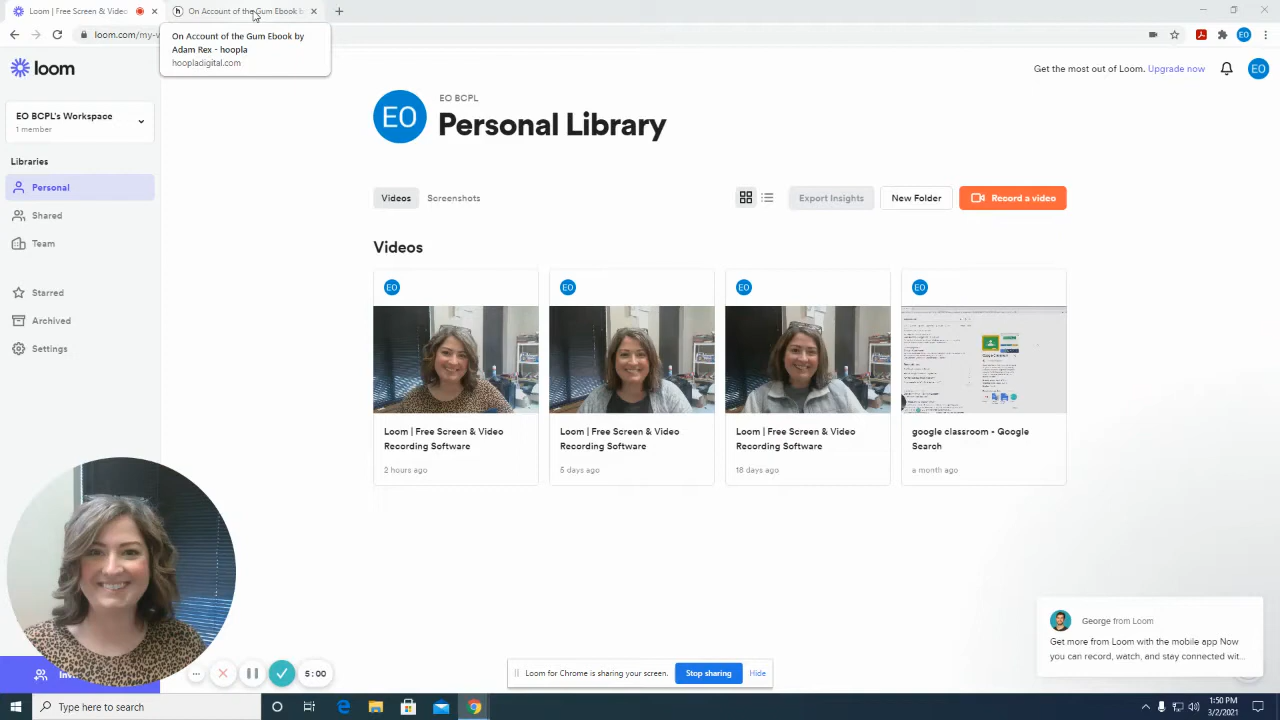 Loom | Free Screen & Video
On Account of the Gum Ebook b
loom.com/my-v
On Account of the Gum Ebook by
Adam Rex - hoopla
hoopladigital.com
EO
loom
Get the most out of Loom. Upgrade now
EO
EO BCPL's Workspace
1 member
Libraries
Personal
Shared
Team
Starred
Archived
Settings
EO
EO BCPL
Personal Library
Videos
Screenshots
Export Insights
New Folder
Record a video
Videos
EO
EO
EO
EO
Loom | Free Screen & Video
Recording Software
2 hours ago
Loom | Free Screen & Video
Recording Software
5 days ago
Loom | Free Screen & Video
Recording Software
18 days ago
google classroom - Google
Search
a month ago
George from Loom
Get more from Loom with the mobile app Now
you can record, watch, and stay connected wit...
5:00
Loom for Chrome is sharing your screen.
Stop sharing
Hide
Type here to search
1:50 PM
3/2/2021